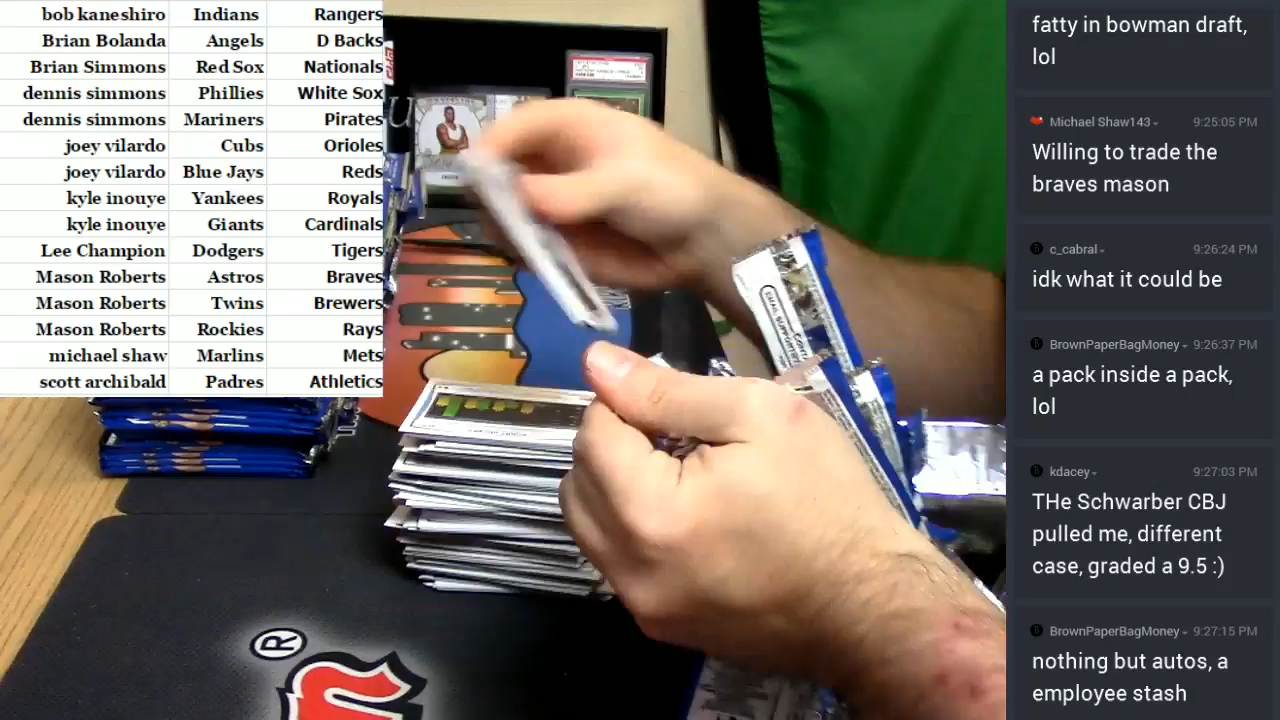 bob kaneshiro Indians Rangers
Brian Bolanda Angels D Backs
Brian Simmons Red Sox Nationals
dennis simmons Phillies White Sox
dennis simmons Mariners Pirates
joey vilardo Cubs Orioles
joey vilardo Blue Jays Reds
kyle inouye Yankees Royals
kyle inouye Giants Cardinals
Lee Champion Dodgers Tigers
Mason Roberts Astros Braves
Mason Roberts Twins Brewers
Mason Roberts Rockies Rays
michael shaw Marlins Mets
scott archibald Padres Athletics
fatty in bowman draft,
lol
Michael Shaw143 9:25:05 PM
Willing to trade the
braves mason
c_cabral 9:26:24 PM
idk what it could be
BrownPaperBagMoney 9:26:37 PM
a pack inside a pack,
lol
kdacey 9:27:03 PM
THe Schwarber CBJ
pulled me, different
case, graded a 9.5 :)
BrownPaperBagMoney 9:27:15 PM
nothing but autos, a
employee stash
®